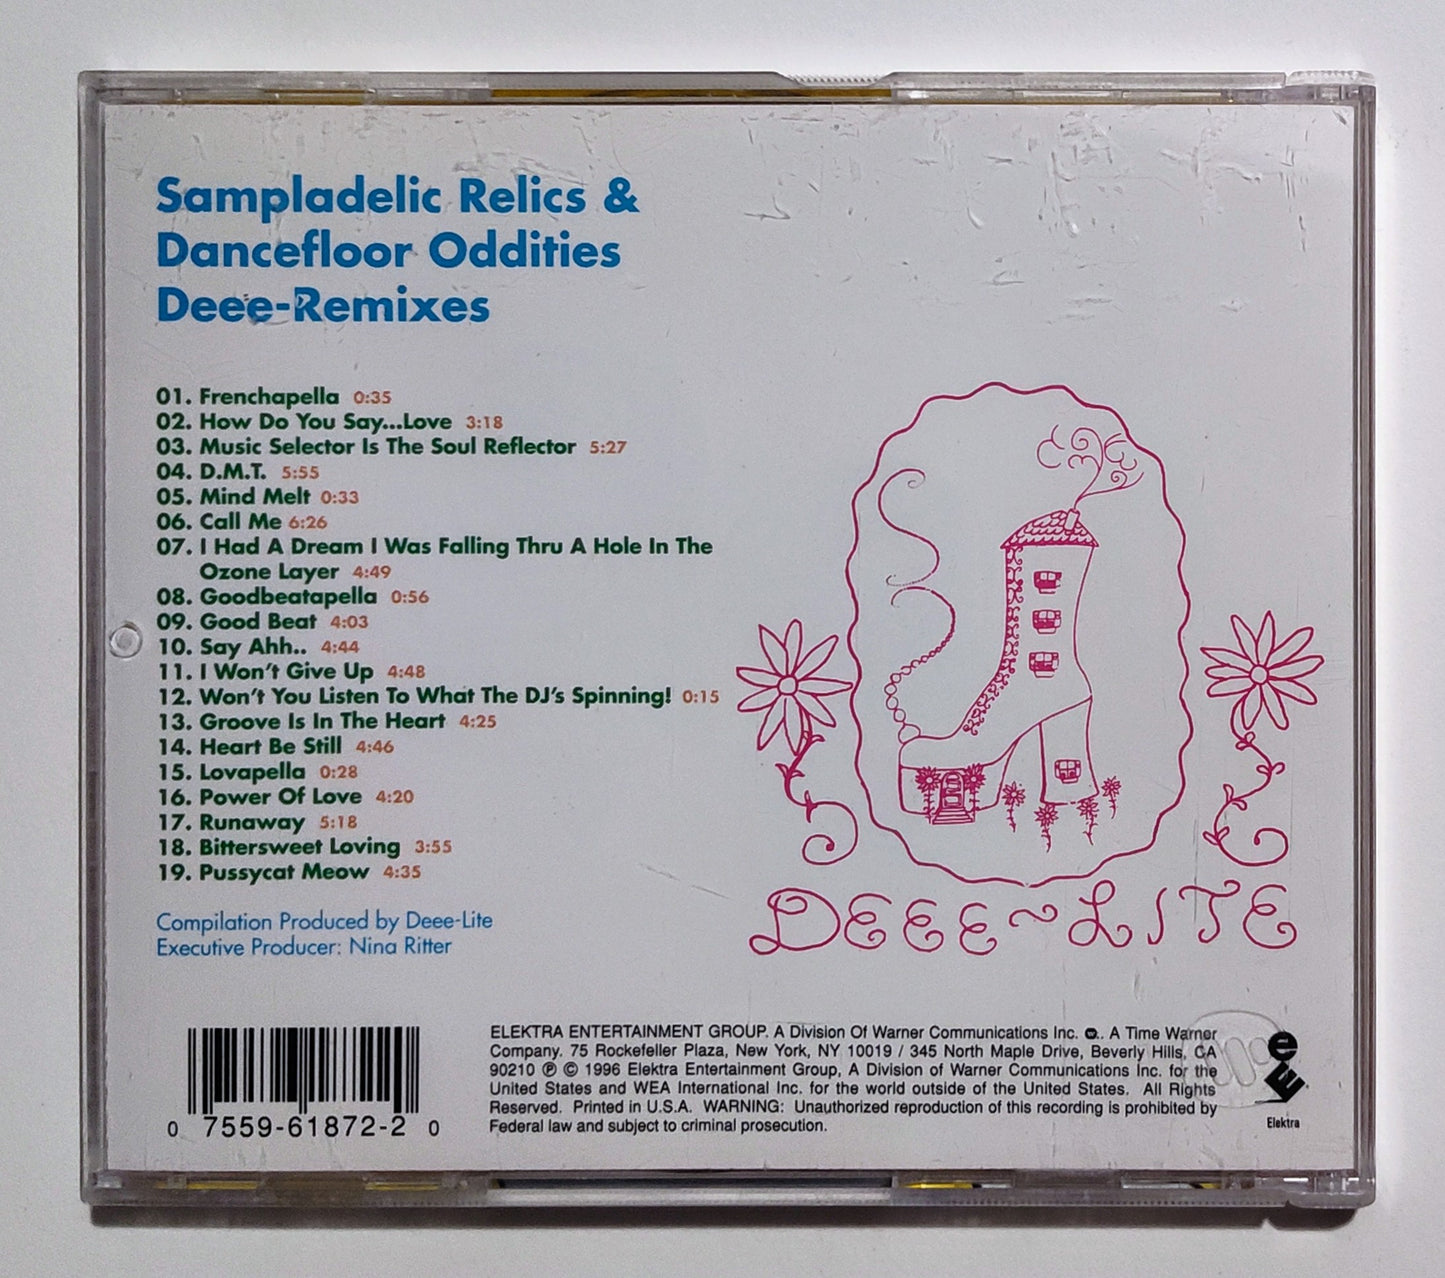 Sampladelic Relics &
Dancefloor Oddities
Deee-Remixes
01. Frenchapella 0:35
02. How Do You Say...Love 3:18
03. Music Selector Is The Soul Reflector 5:27
04. D.M.T. 5:55
05. Mind Melt 0:33
06. Call Me 6:26
07. I Had A Dream I Was Falling Thru A Hole In The
Ozone Layer 4:49
08. Goodbeatapella 0:56
09. Good Beat 4:03
10. Say Ahh.. 4:44
11. I Won't Give Up 4:48
12. Won't You Listen To What The DJ's Spinning! 0:15
13. Groove Is In The Heart 4:25
14. Heart Be Still 4:46
15. Lovapella 0:28
16. Power Of Love 4:20
17. Runaway 5:18
18. Bittersweet Loving 3:55
19. Pussycat Meow 4:35
Compilation Produced by Deee-Lite
Executive Producer: Nina Ritter
DEEE~LITE
0 7559-61872-2 0
ELEKTRA ENTERTAINMENT GROUP. A Division Of Warner Communications Inc. .. A Time Warner
Company. 75 Rockefeller Plaza, New York, NY 10019 / 345 North Maple Drive, Beverly Hills, CA
90210 ℗ © 1996 Elektra Entertainment Group, A Division of Warner Communications Inc. for the
United States and WEA International Inc. for the world outside of the United States. All Rights
Reserved. Printed in U.S.A. WARNING: Unauthorized reproduction of this recording is prohibited by
Federal law and subject to criminal prosecution.
Elektra